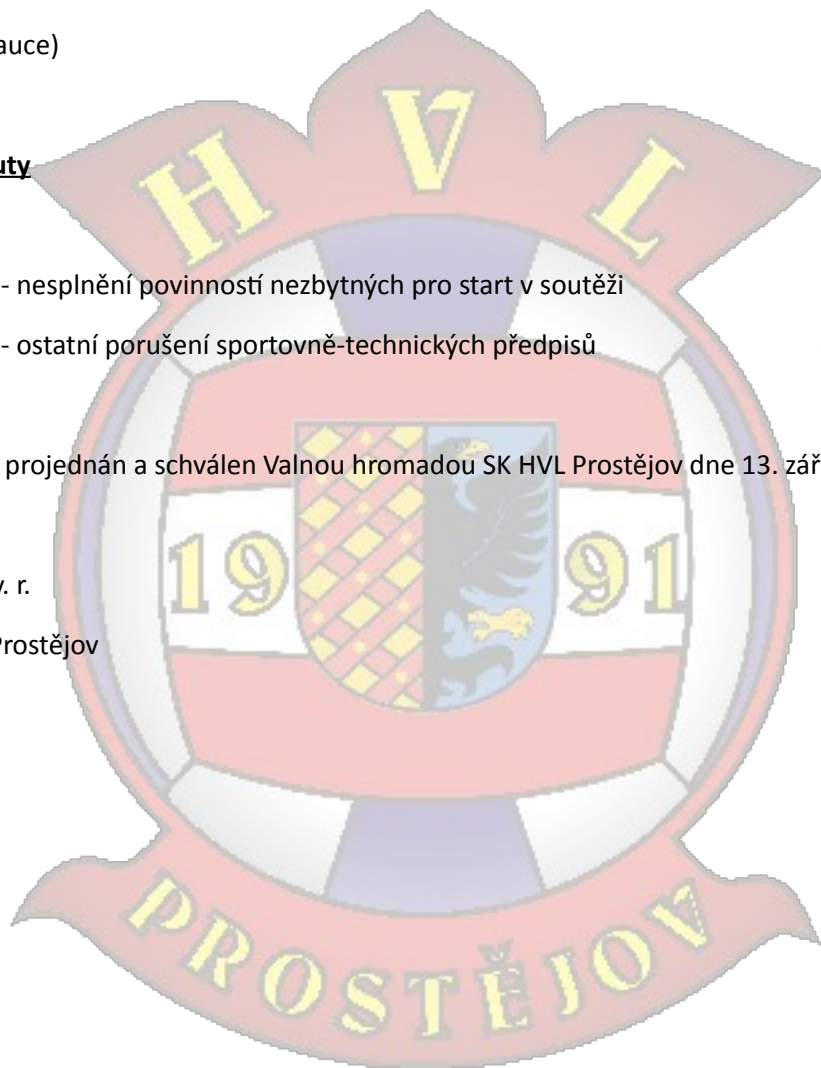 auce)
uty
- nesplnění povinností nezbytných pro start v soutěži
- ostatní porušení sportovně-technických předpisů
projednán a schválen Valnou hromadou SK HVL Prostějov dne 13. zář
v. r.
Prostějov
H V L
19 91
PROSTĚJOV